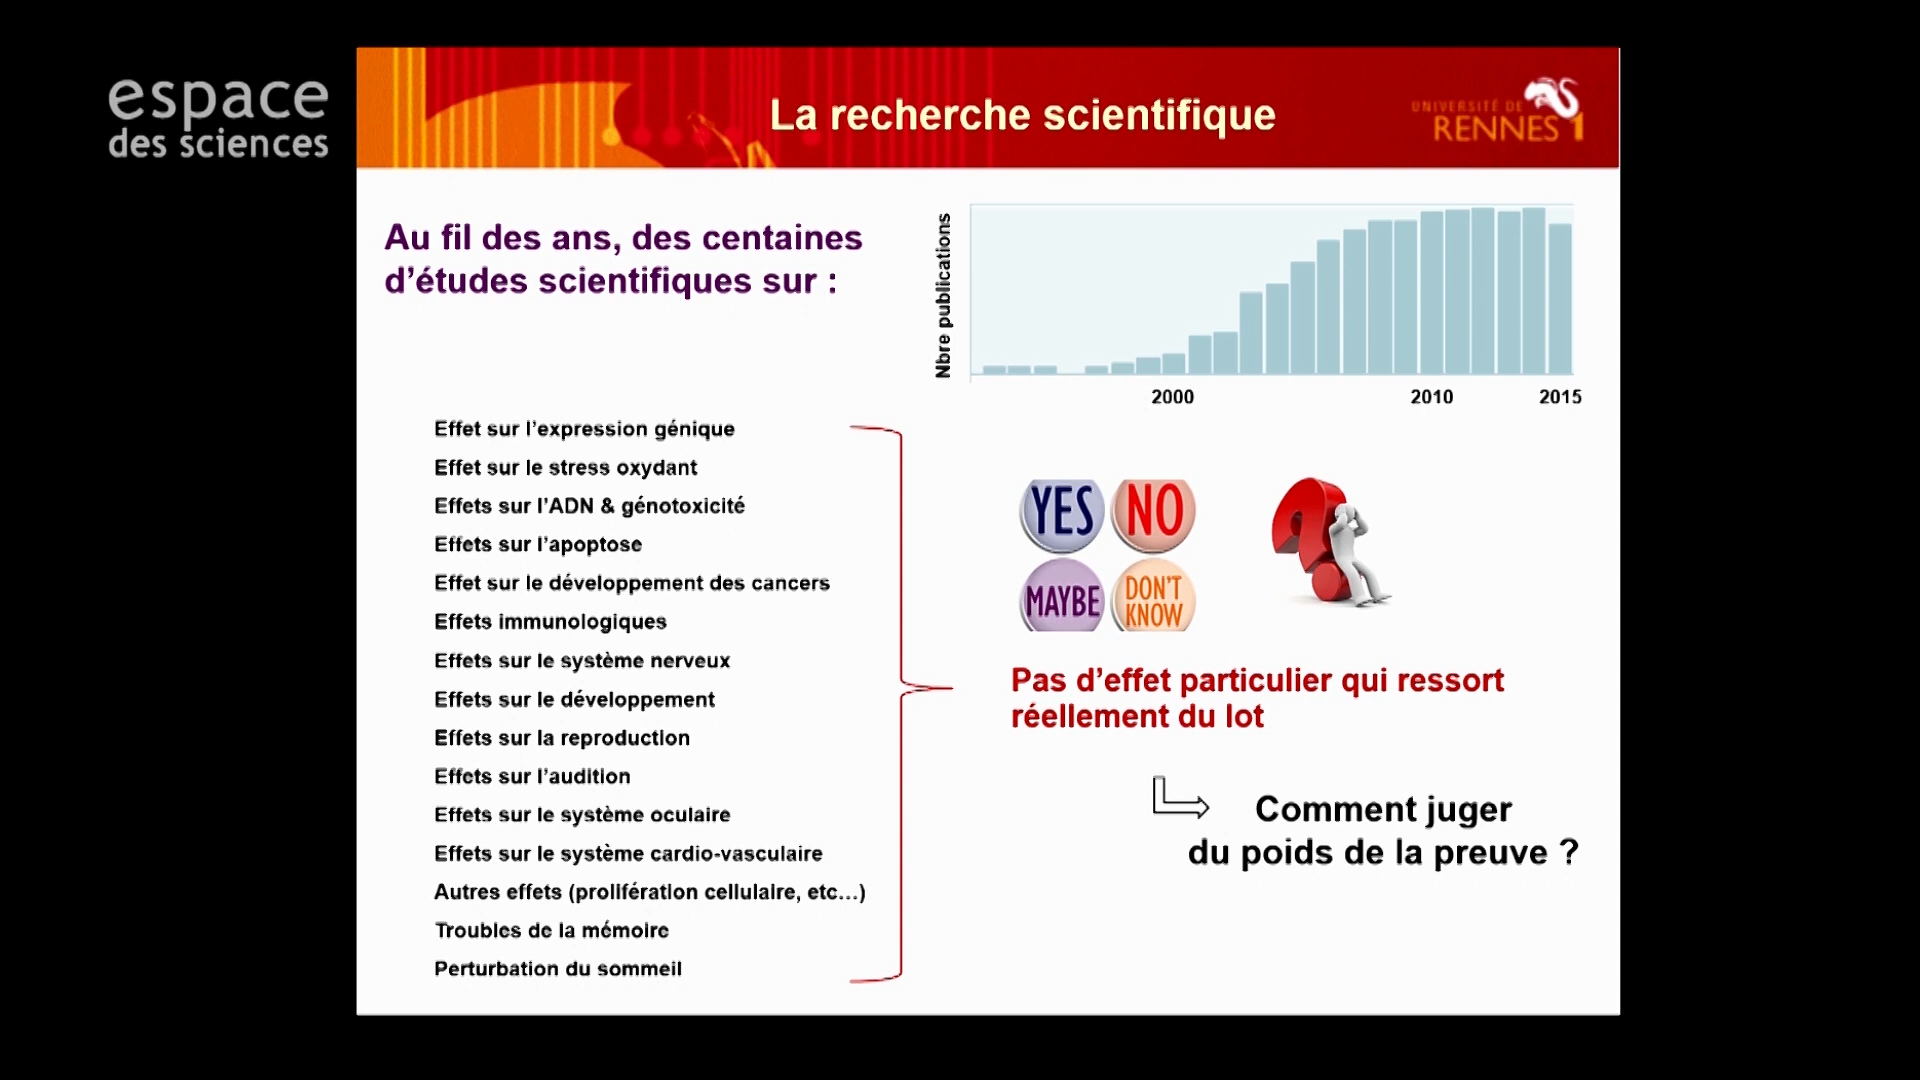 espace
des sciences
La recherche scientifique
UNIVERSITÉ DE
RENNES 1
Au fil des ans, des centaines
d’études scientifiques sur :
Nbre publications
2000
2010
2015
Effet sur l’expression génique
Effet sur le stress oxydant
Effets sur l’ADN & génotoxicité
Effets sur l’apoptose
Effet sur le développement des cancers
Effets immunologiques
Effets sur le système nerveux
Effets sur le développement
Effets sur la reproduction
Effets sur l’audition
Effets sur le système oculaire
Effets sur le système cardio-vasculaire
Autres effets (prolifération cellulaire, etc…)
Troubles de la mémoire
Perturbation du sommeil
YES
NO
MAYBE
DON'T
KNOW
Pas d’effet particulier qui ressort
réellement du lot
Comment juger
du poids de la preuve ?